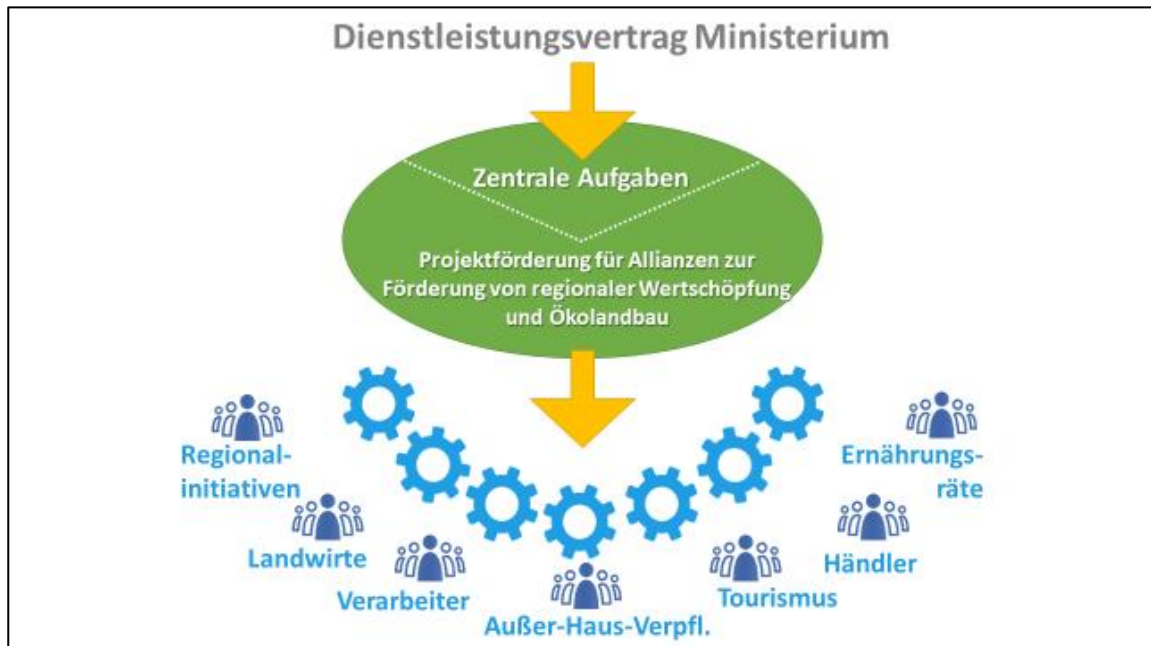 Dienstleistungsvertrag Ministerium
Zentrale Aufgaben
Projektförderung für Allianzen zur
Förderung von regionaler Wertschöpfung
und Ökolandbau
Regional-
initiativen
Landwirte
Verarbeiter
Außer-Haus-Verpfl.
Tourismus
Händler
Ernährungs-
räte